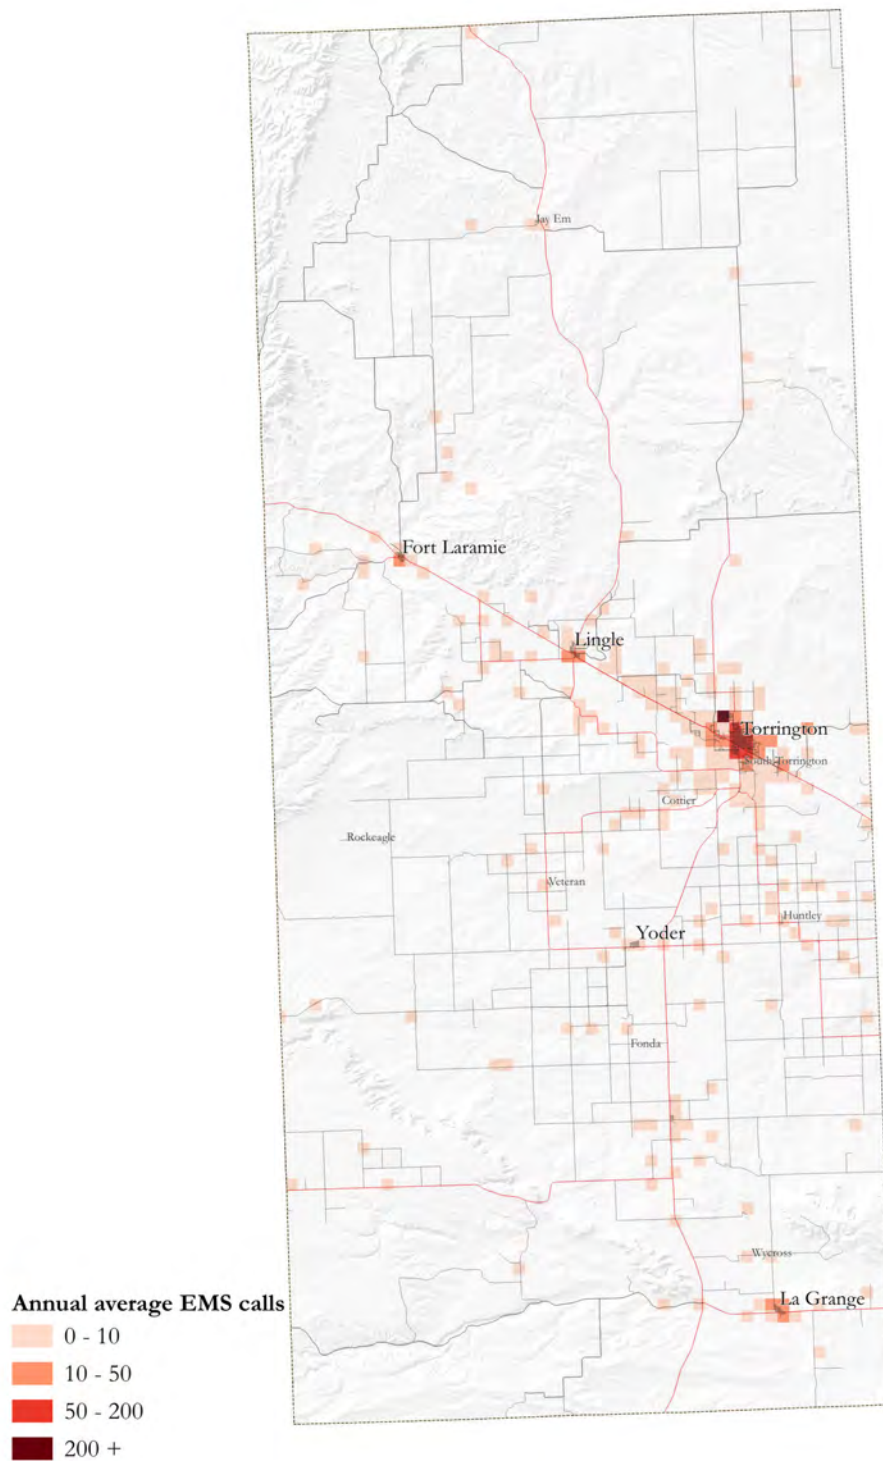 Jay Em
Fort Laramie
Lingle
Torrington
South Torrington
Cottier
Rockeagle
Veteran
Huntley
Yoder
Fonda
Wycross
La Grange
Annual average EMS calls
0 - 10
10 - 50
50 - 200
200 +